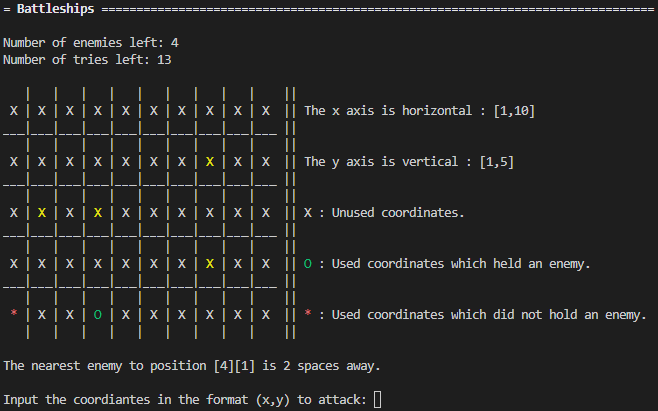 = Battleships ===============================================================================
Number of enemies left: 4
Number of tries left: 13
X | X | X | X | X | X | X | X | X | X || The x axis is horizontal : [1,10]
X | X | X | X | X | X | X | X | X | X || The y axis is vertical : [1,5]
X | X | X | X | X | X | X | X | X | X || X : Unused coordinates.
X | X | X | X | X | X | X | X | X | X || O : Used coordinates which held an enemy.
* | X | X | O | X | X | X | X | X | X || * : Used coordinates which did not hold an enemy.
The nearest enemy to position [4][1] is 2 spaces away.
Input the coordiantes in the format (x,y) to attack: